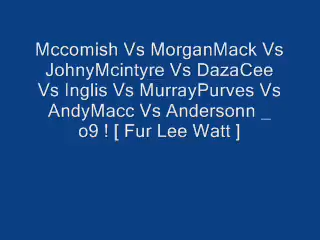 Mccomish Vs MorganMack Vs
JohnyMcintyre Vs DazaCee
Vs Inglis Vs MurrayPurves Vs
AndyMacc Vs Andersonn _
o9 ! [ Fur Lee Watt ]